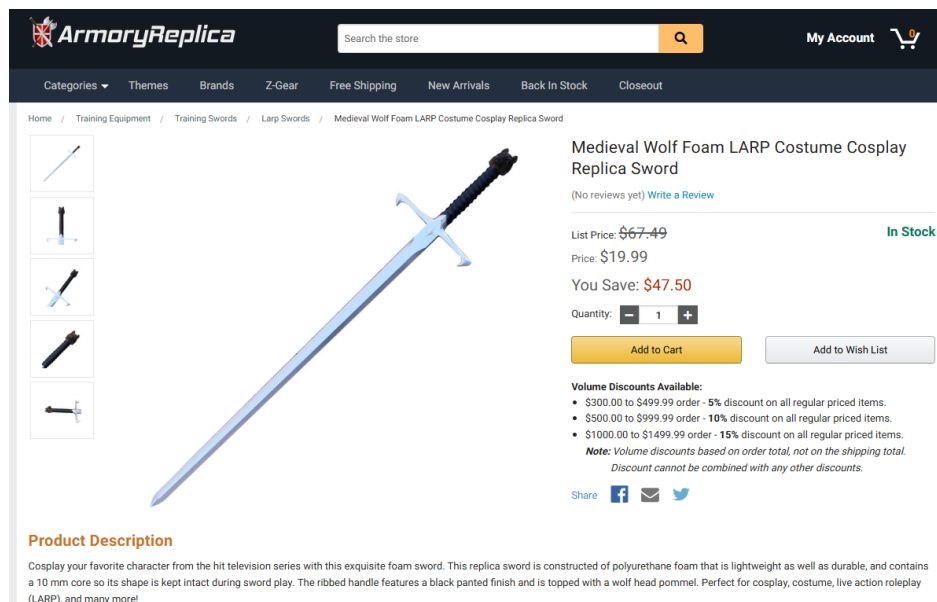 ArmoryReplica
Search the store
My Account
0
Categories
Themes
Brands
Z-Gear
Free Shipping
New Arrivals
Back In Stock
Closeout
Home / Training Equipment / Training Swords / Larp Swords / Medieval Wolf Foam LARP Costume Cosplay Replica Sword
Medieval Wolf Foam LARP Costume Cosplay
Replica Sword
(No reviews yet) Write a Review
List Price: $67.49
In Stock
Price: $19.99
You Save: $47.50
Quantity: − 1 +
Add to Cart
Add to Wish List
Volume Discounts Available:
• $300.00 to $499.99 order - 5% discount on all regular priced items.
• $500.00 to $999.99 order - 10% discount on all regular priced items.
• $1000.00 to $1499.99 order - 15% discount on all regular priced items.
Note: Volume discounts based on order total, not on the shipping total.
Discount cannot be combined with any other discounts.
Share
Product Description
Cosplay your favorite character from the hit television series with this exquisite foam sword. This replica sword is constructed of polyurethane foam that is lightweight as well as durable, and contains
a 10 mm core so its shape is kept intact during sword play. The ribbed handle features a black panted finish and is topped with a wolf head pommel. Perfect for cosplay, costume, live action roleplay
(LARP), and many more!